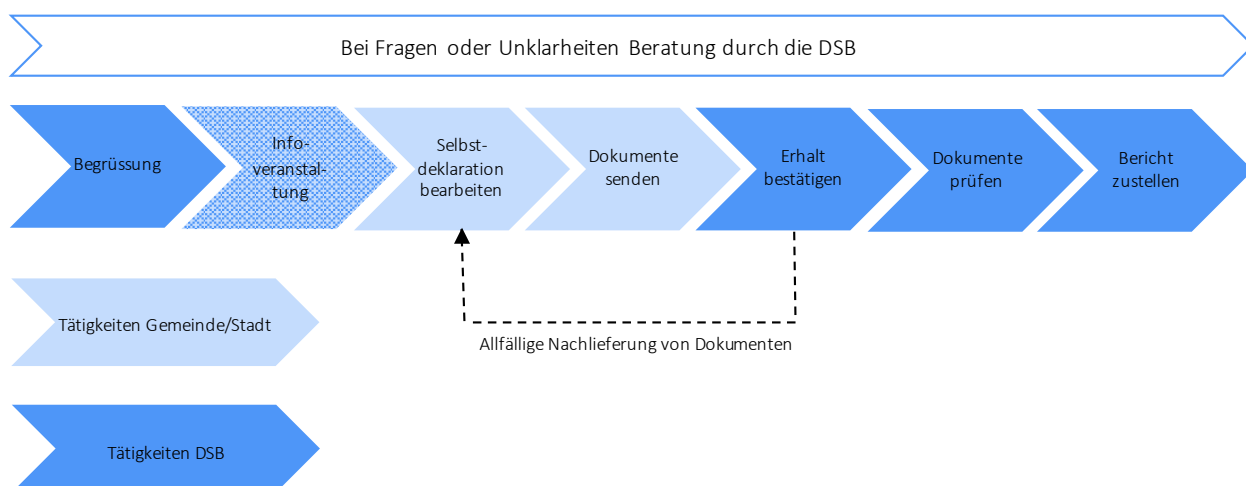 Bei Fragen oder Unklarheiten Beratung durch die DSB
Begrüssung
Info-
veranstal-
tung
Selbst-
deklaration
bearbeiten
Dokumente
senden
Erhalt
bestätigen
Dokumente
prüfen
Bericht
zustellen
Allfällige Nachlieferung von Dokumenten
Tätigkeiten Gemeinde/Stadt
Tätigkeiten DSB